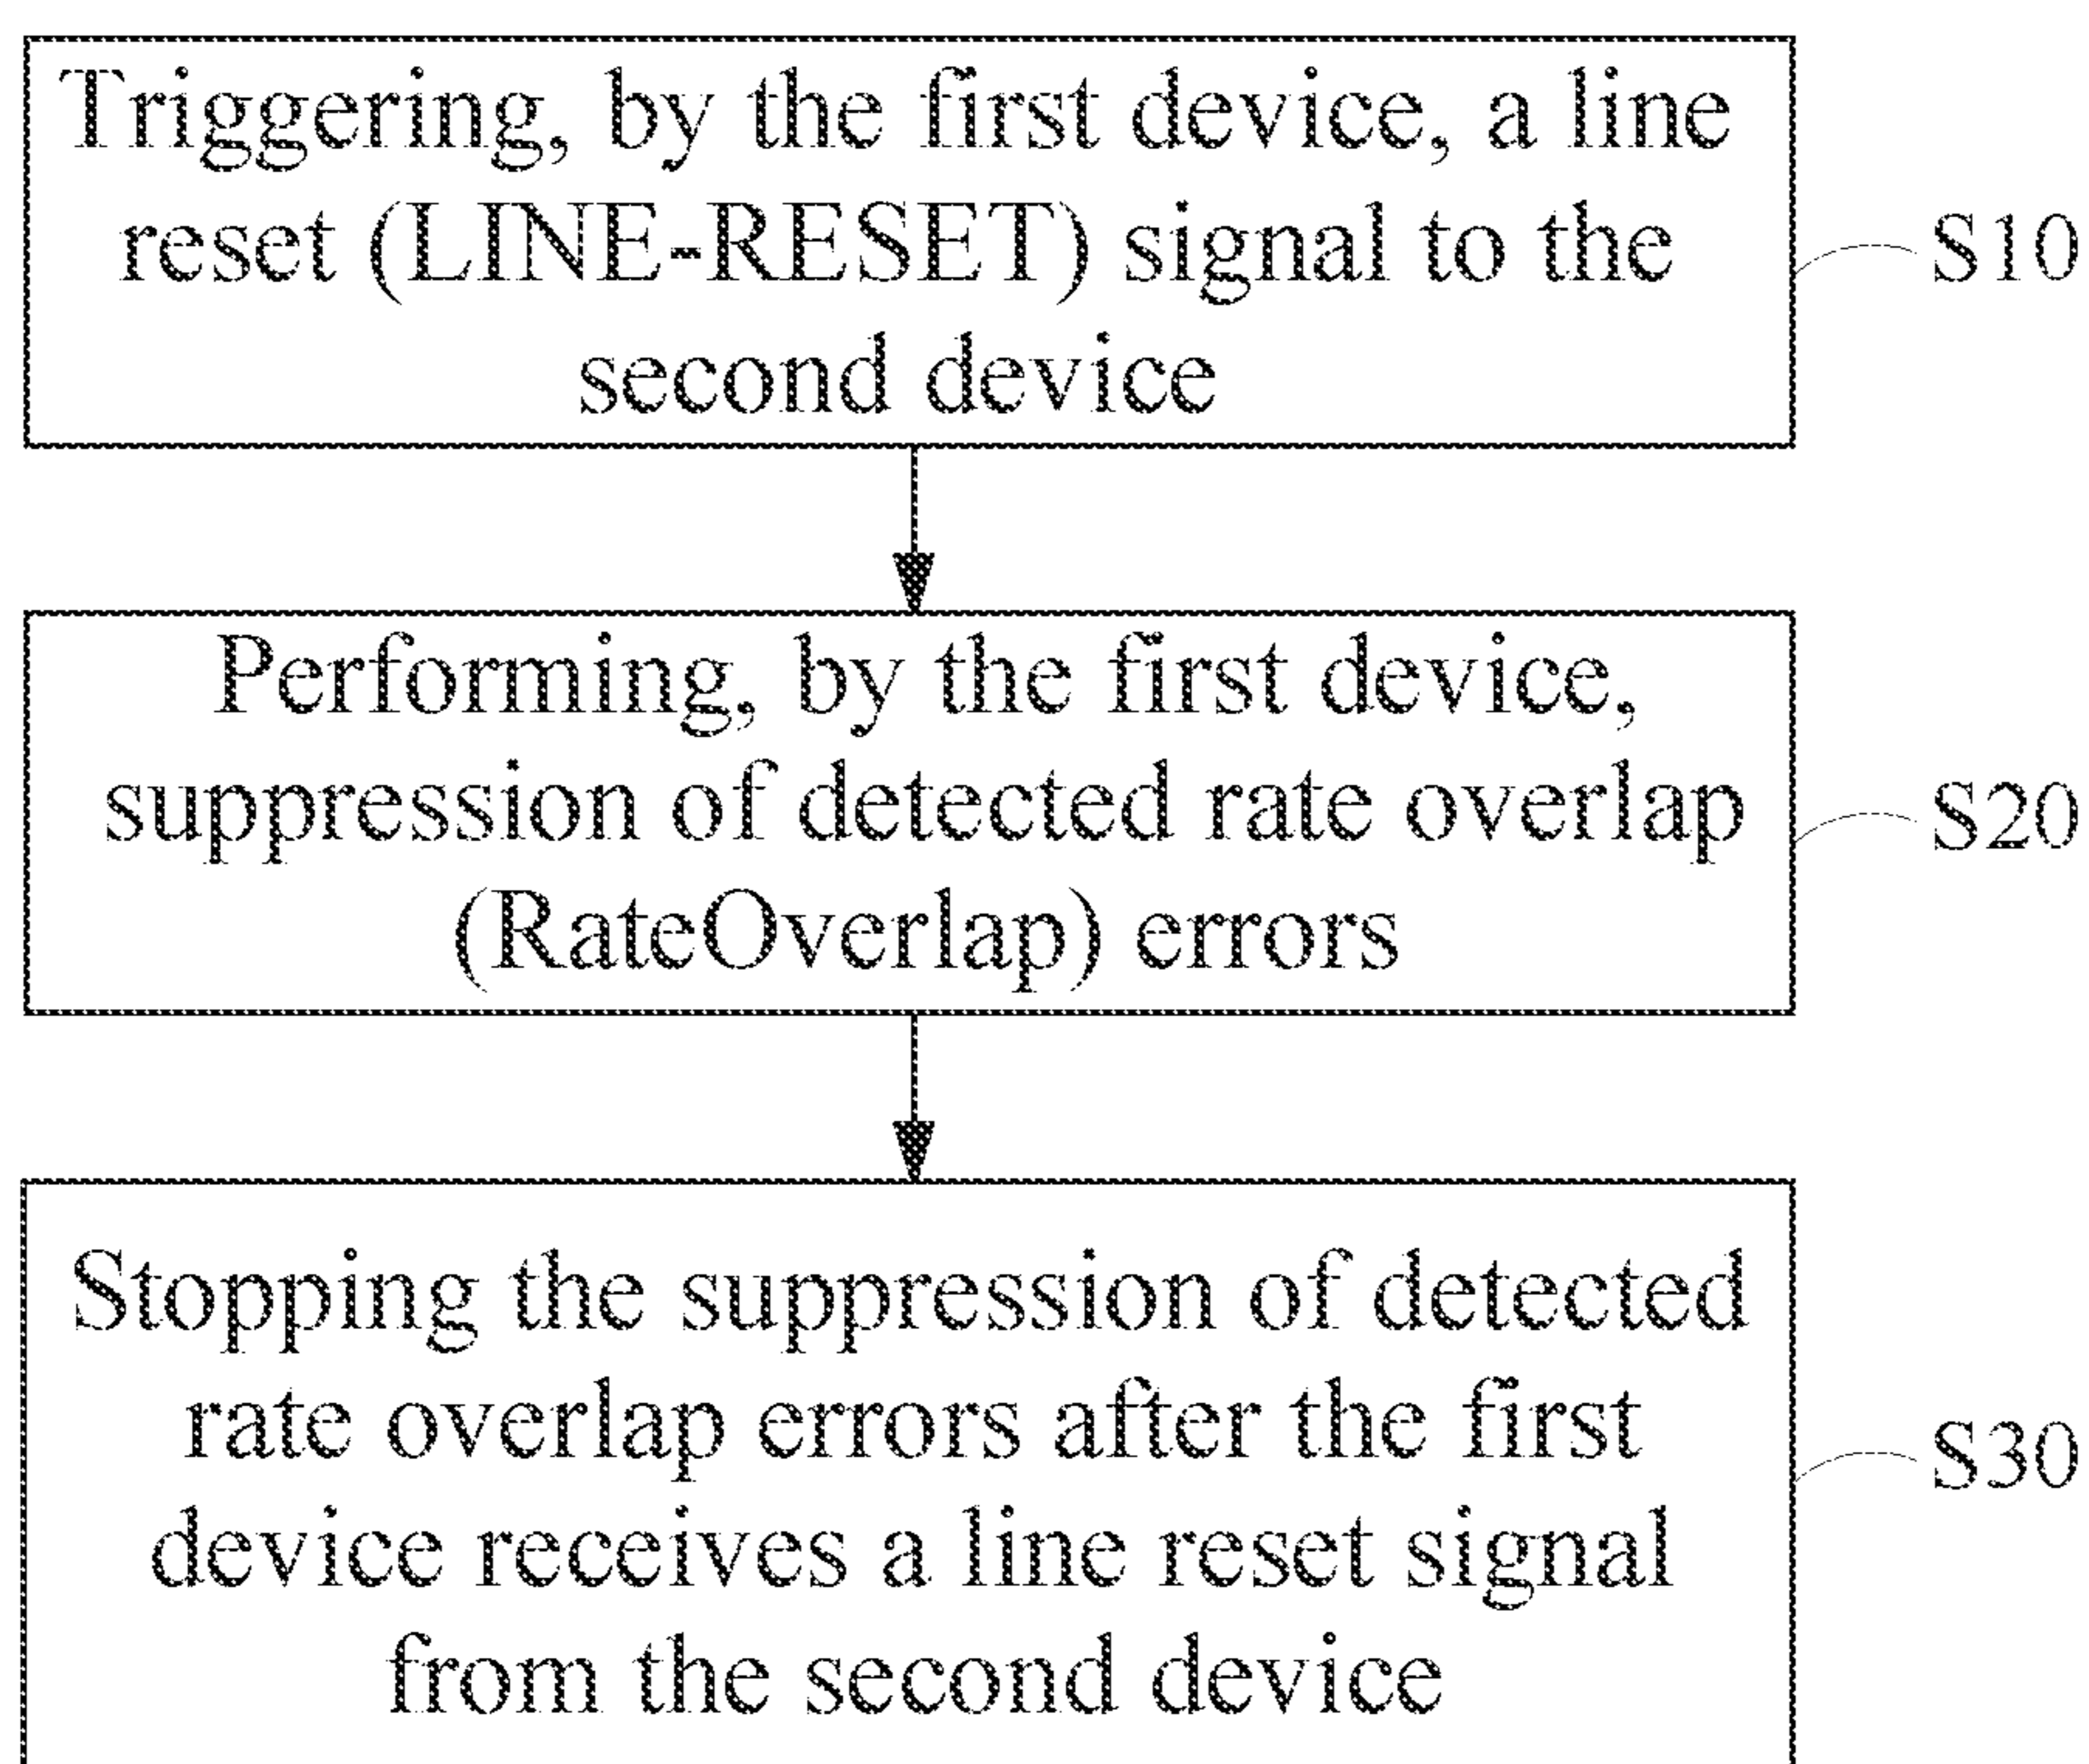 Triggering, by the first device, a line
reset (LINE-RESET) signal to the
second device
S10
Performing, by the first device,
suppression of detected rate overlap
(RateOverlap) errors
S20
Stopping the suppression of detected
rate overlap errors after the first
device receives a line reset signal
from the second device
S30